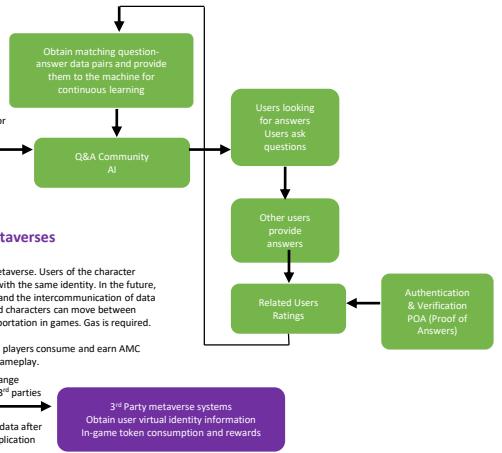 Obtain matching question-
answer data pairs and provide
them to the machine for
continuous learning
or
Q&A Community
AI
Users looking
for answers
Users ask
questions
Other users
provide
answers
Related Users
Ratings
Authentication
& Verification
POA (Proof of
Answers)
etaverse. Users of the character
with the same identity. In the future,
and the intercommunication of data
d characters can move between
portation in games. Gas is required.
players consume and earn AMC
ameplay.
ange
3rd parties
data after
plication
3rd Party metaverse systems
Obtain user virtual identity information
In-game token consumption and rewards